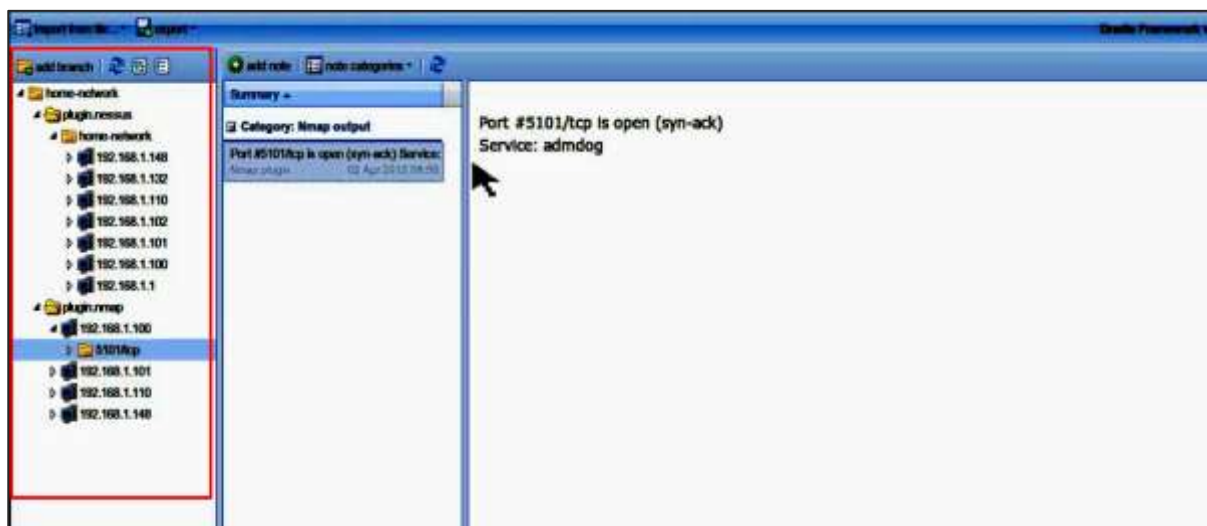 Import from file... export
Dradis Framework
add branch
home-network
plugin.nessus
home-network
192.168.1.148
192.168.1.132
192.168.1.110
192.168.1.102
192.168.1.101
192.168.1.100
192.168.1.1
plugin.nmap
192.168.1.100
5101/tcp
192.168.1.101
192.168.1.110
192.168.1.148
add note note categories
Summary
Category: Nmap output
Port #5101/tcp is open (syn-ack) Service:
Nmap plugin 02 Apr 2012
Port #5101/tcp is open (syn-ack)
Service: admdog